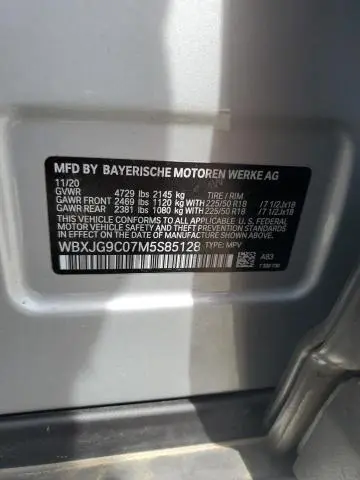 MFD BY BAYERISCHE MOTOREN WERKE AG
11/20
GVWR 4729 lbs 2145 kg TIRE / RIM
GAWR FRONT 2469 lbs 1120 kg WITH 225/50 R18 /7 1/2Jx18
GAWR REAR 2381 lbs 1080 kg WITH 225/50 R18 /7 1/2Jx18
THIS VEHICLE CONFORMS TO ALL APPLICABLE U.S. FEDERAL
MOTOR VEHICLE SAFETY, BUMPER, AND THEFT PREVENTION
STANDARDS IN EFFECT ON THE DATE OF MANUFACTURE SHOWN ABOVE.
WBXJG9C07M5S85128 TYPE: MPV
A83